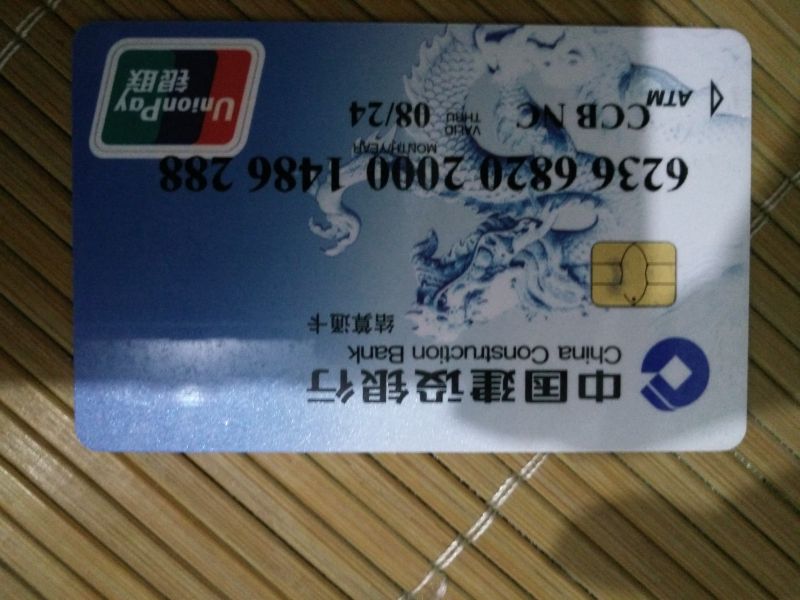 中国建设银行
China Construction Bank
结算通卡
6236 6820 2000 1486 288
MONTH/YEAR
CCB NC VALID THRU 08/24
ATM
UnionPay
银联